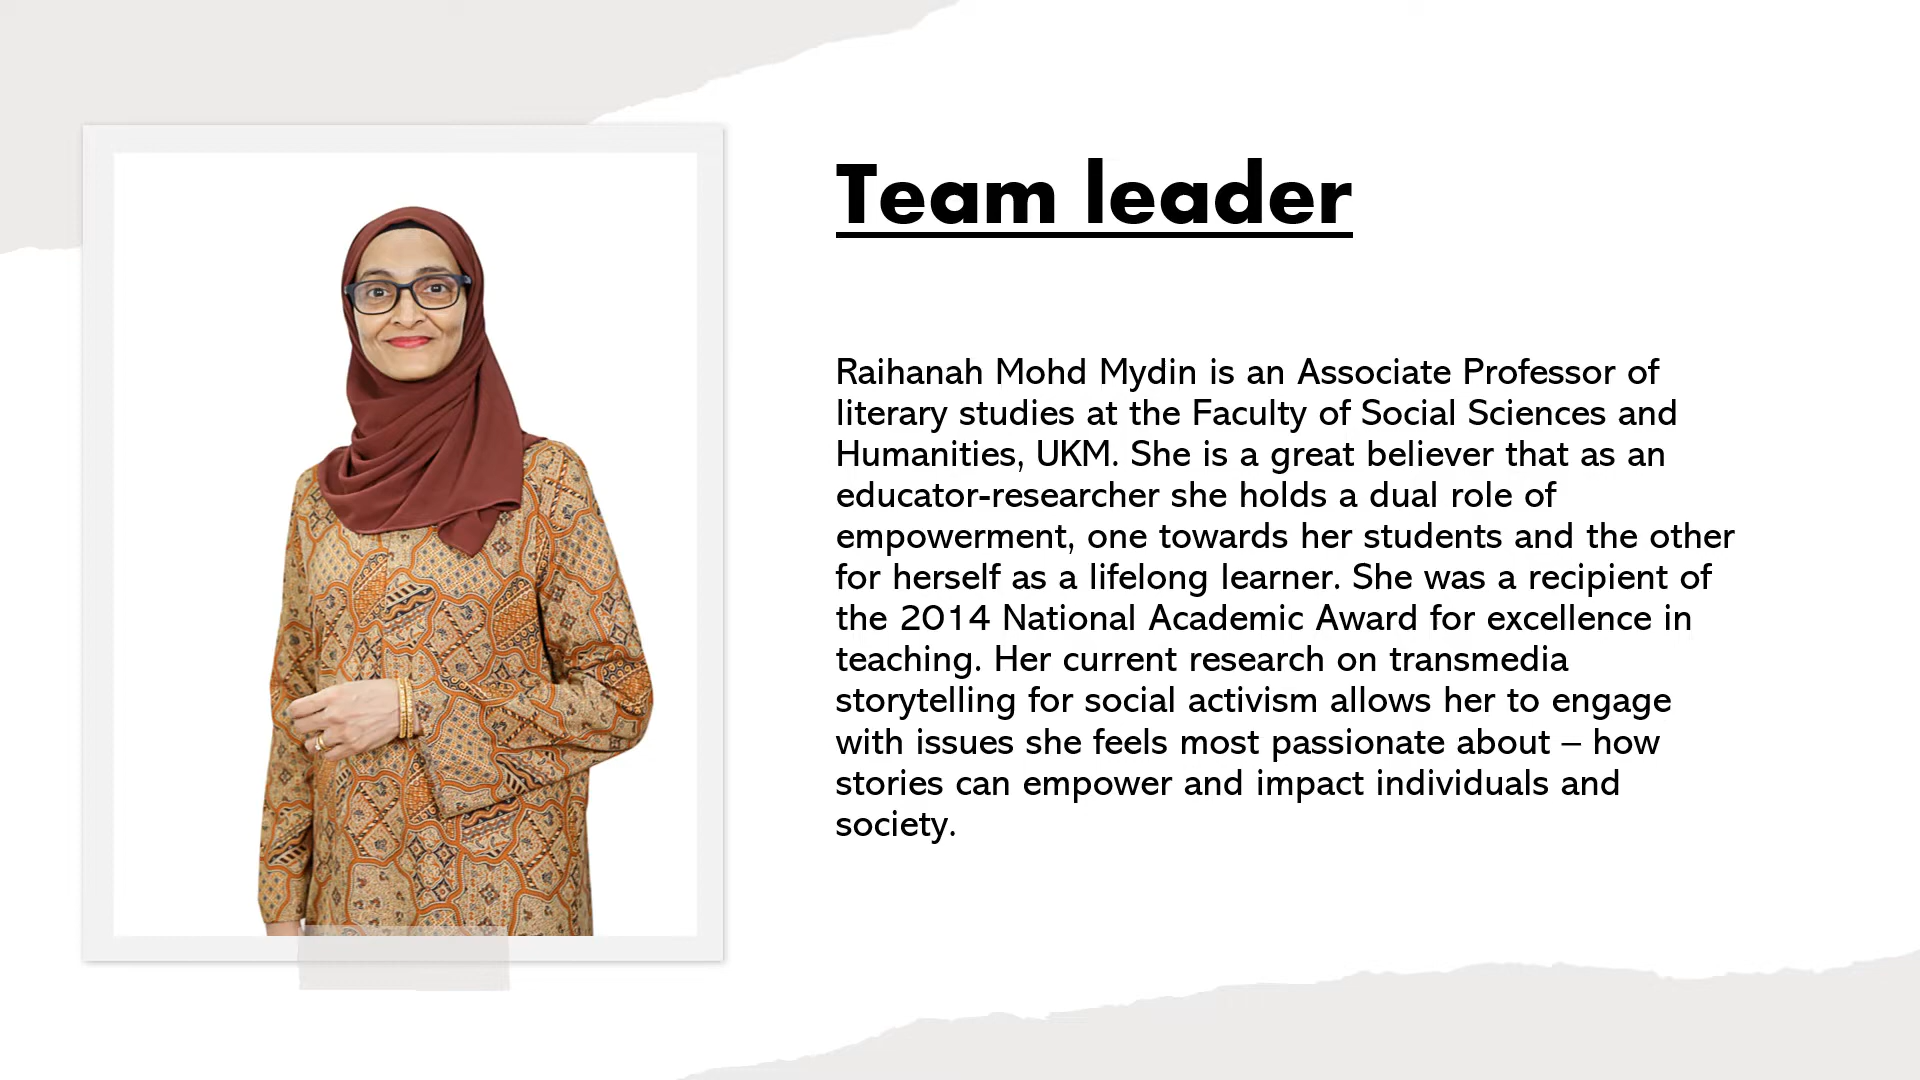 Team leader
Raihanah Mohd Mydin is an Associate Professor of
literary studies at the Faculty of Social Sciences and
Humanities, UKM. She is a great believer that as an
educator-researcher she holds a dual role of
empowerment, one towards her students and the other
for herself as a lifelong learner. She was a recipient of
the 2014 National Academic Award for excellence in
teaching. Her current research on transmedia
storytelling for social activism allows her to engage
with issues she feels most passionate about – how
stories can empower and impact individuals and
society.